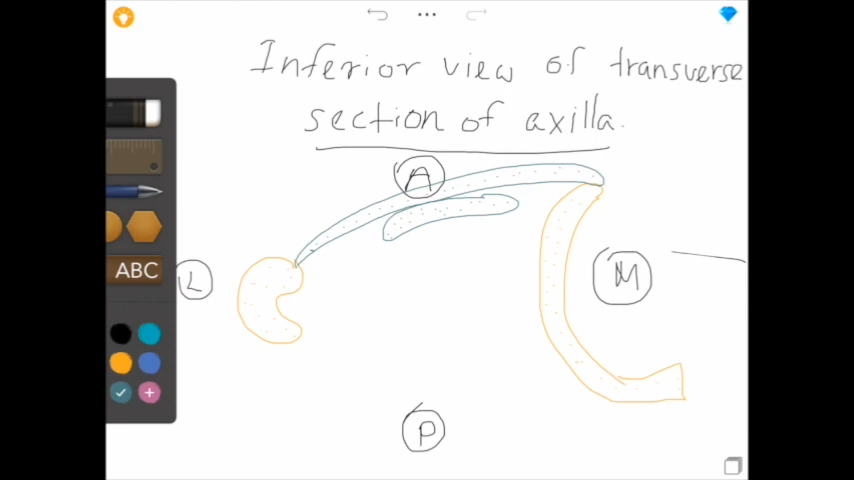 Inferior view of transverse
section of axilla.
A
L
M
ABC
P